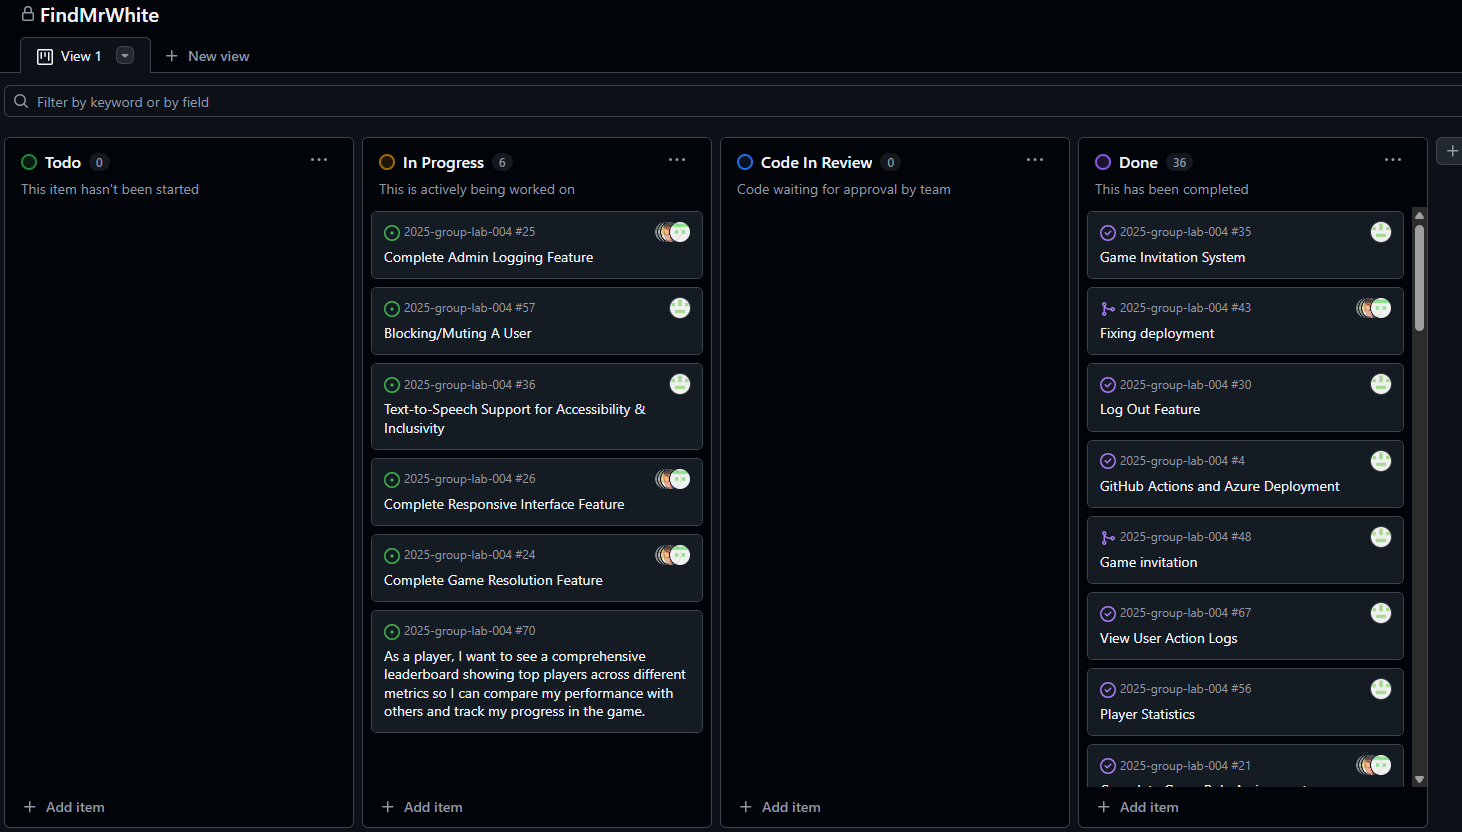 FindMrWhite
View 1
New view
Filter by keyword or by field
Todo 0
This item hasn't been started
Add item
In Progress 6
This is actively being worked on
2025-group-lab-004 #25
Complete Admin Logging Feature
2025-group-lab-004 #57
Blocking/Muting A User
2025-group-lab-004 #36
Text-to-Speech Support for Accessibility &
Inclusivity
2025-group-lab-004 #26
Complete Responsive Interface Feature
2025-group-lab-004 #24
Complete Game Resolution Feature
2025-group-lab-004 #70
As a player, I want to see a comprehensive
leaderboard showing top players across different
metrics so I can compare my performance with
others and track my progress in the game.
Add item
Code In Review 0
Code waiting for approval by team
Add item
Done 36
This has been completed
2025-group-lab-004 #35
Game Invitation System
2025-group-lab-004 #43
Fixing deployment
2025-group-lab-004 #30
Log Out Feature
2025-group-lab-004 #4
GitHub Actions and Azure Deployment
2025-group-lab-004 #48
Game invitation
2025-group-lab-004 #67
View User Action Logs
2025-group-lab-004 #56
Player Statistics
2025-group-lab-004 #21
Add item